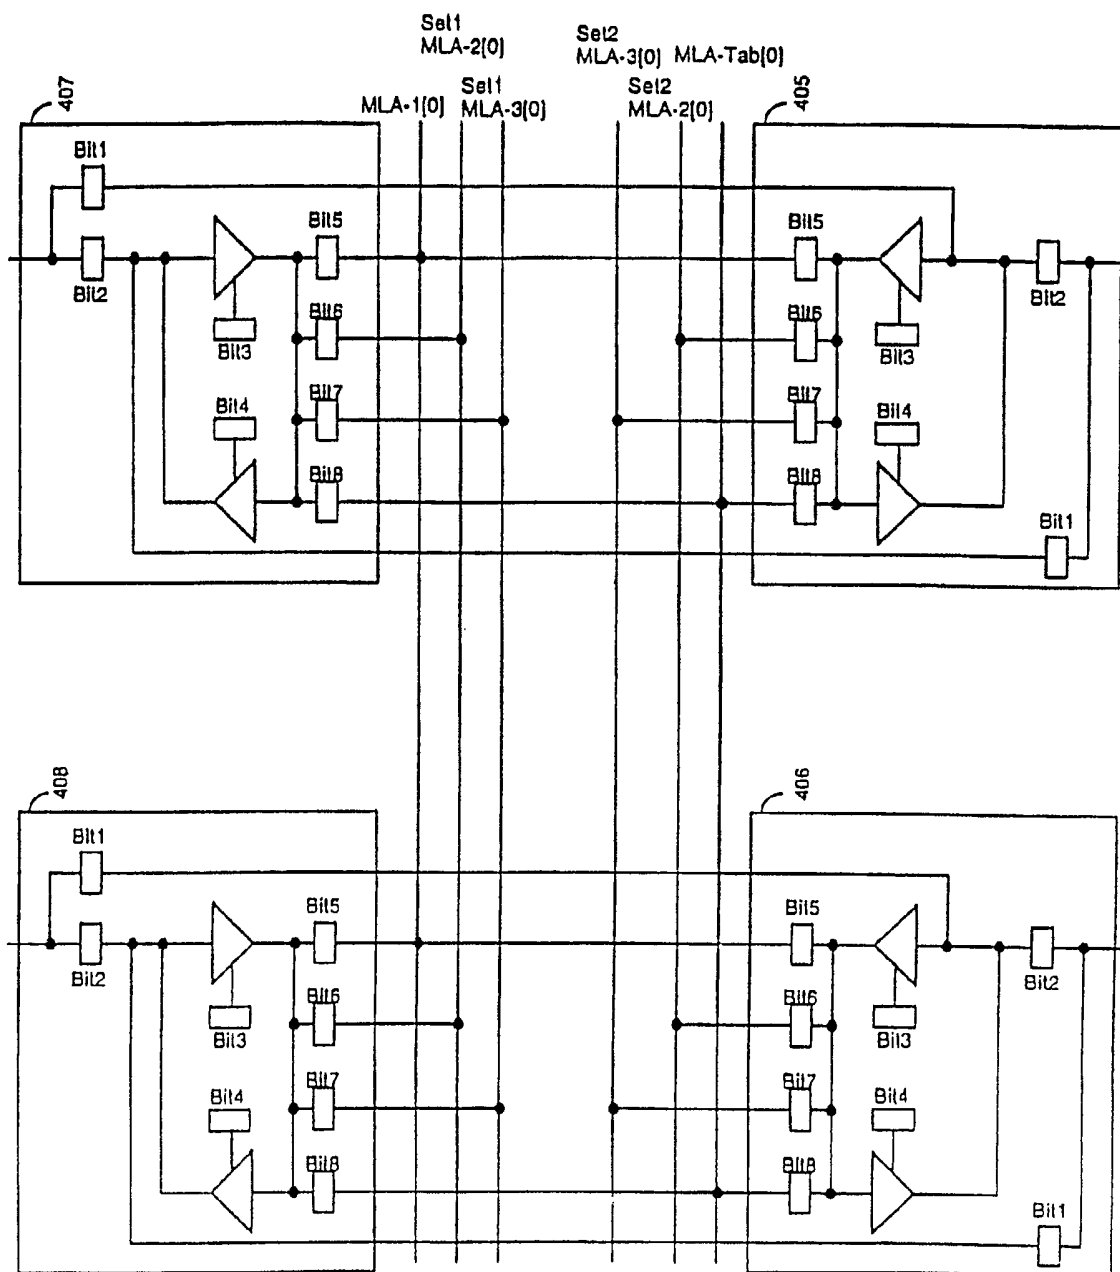 Set1
MLA-2[0]
Set2
MLA-3[0]
MLA-Tab[0]
Set1
MLA-3[0]
Set2
MLA-2[0]
MLA-1[0]
407
405
Bit1
Bit2
Bit3
Bit4
Bit5
Bit6
Bit7
Bit8
Bit5
Bit6
Bit7
Bit8
Bit3
Bit4
Bit2
Bit1
408
406
Bit1
Bit2
Bit3
Bit4
Bit5
Bit6
Bit7
Bit8
Bit5
Bit6
Bit7
Bit8
Bit3
Bit4
Bit2
Bit1